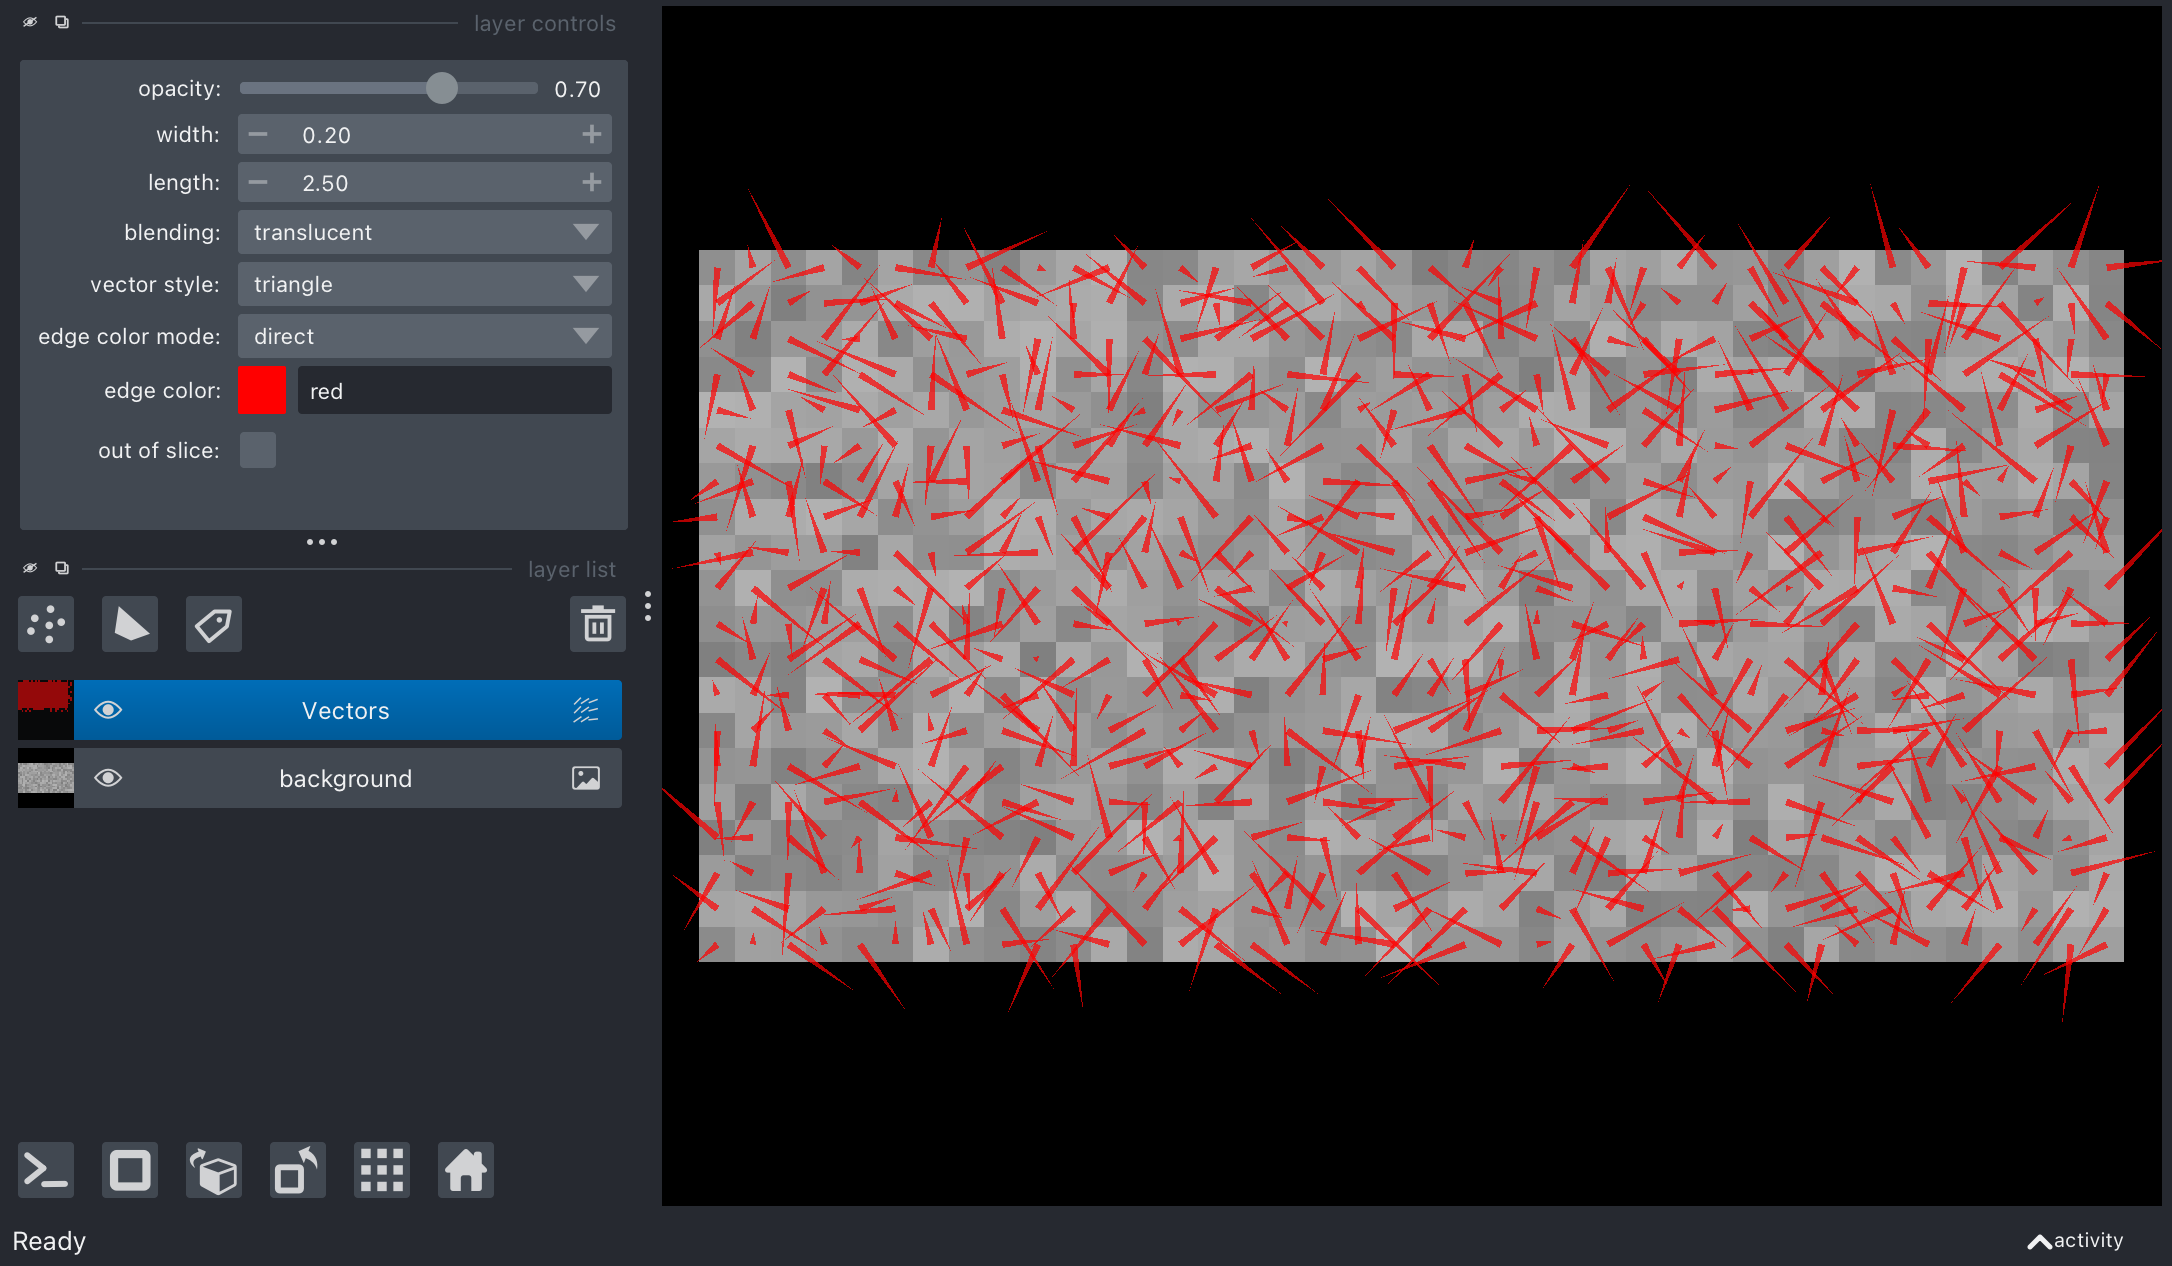 layer controls
opacity: 0.70
width: 0.20
length: 2.50
blending: translucent
vector style: triangle
edge color mode: direct
edge color: red
out of slice:
layer list
Vectors
background
Ready
activity